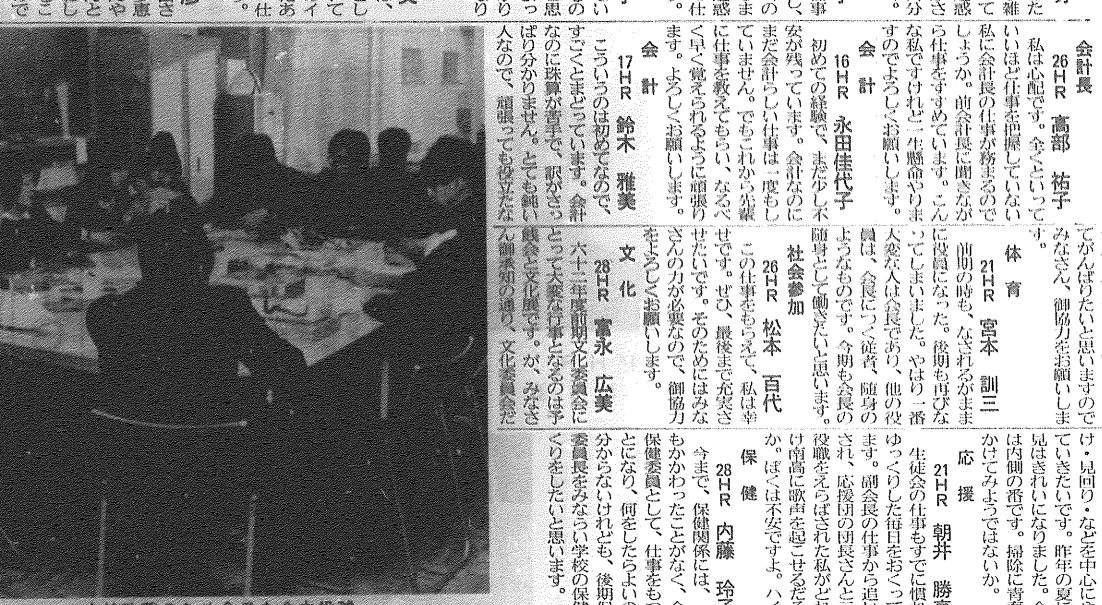 会計長
26HR 高部 祐子
私は心配です。全くといって
いいほど仕事を把握していない
私に会計長の仕事が務まるので
しょうか。前会計長に聞きなが
ら仕事をすすめています。こん
な私ですけれど一生懸命やりま
すのでよろしくお願いします。
会 計
16HR 永田佳代子
初めての経験で、まだ少し不
安が残っています。会計なのに
まだ会計らしい仕事は一度もし
ていません。でもこれから先輩
に仕事を教えてもらい、なるべ
く早く覚えられるように頑張り
ます。よろしくお願いします。
会 計
17HR 鈴木 雅美
こういうのは初めてなので、
すごくとまどっています。会計
なのに珠算が苦手で、訳がさっ
ぱり分かりません。とても鈍い
人なので、頑張っても役立たな
てがんばりたいと思いますので
みなさん、御協力をお願いしま
す。
体 育
21HR 宮本 訓三
前期の時も、なされるがまま
に役員になった。後期も再びな
ってしまいました。やはり一番
大変な人は会長であり、他の役
員は、会長につく従者、随身の
ようなものです。今期も会長の
随身として働きたいと思います。
社会参加
26HR 松本 百代
この仕事をもらえて、私は幸
せです。ぜひ、最後まで充実さ
せたいです。そのためにはみな
さんの力が必要なので、御協力
をよろしくお願いします。
文 化
28HR 富永 広美
六十二年度前期文化委員会に
とって大変な行事となるのは予
餞会と文化展です。が、みなさ
ん御承知の通り、文化委員会だ
け・見回り・などを中心に
ていきたいです。昨年の夏に
見はきれいになりました。
は内側の番です。掃除に青
かけてみようではないか。
応 援
21HR 朝井 勝
生徒会の仕事もすでに慣
ゆっくりした毎日をおくって
ます。副会長の仕事から追い
され、応援団の団長さんと
役職をえらばされた私がど
け南高に歌声を起こせるだろ
か。ぼくは不安ですよ。ハイ
保 健
28HR 内藤 玲子
今まで、保健関係には、
もかかわったことがなく、
保健委員として、仕事をもつ
とになり、何をしたらよいの
分からないけれども、後期保
委員長をみならい学校の保健
くりをしたいと思います。